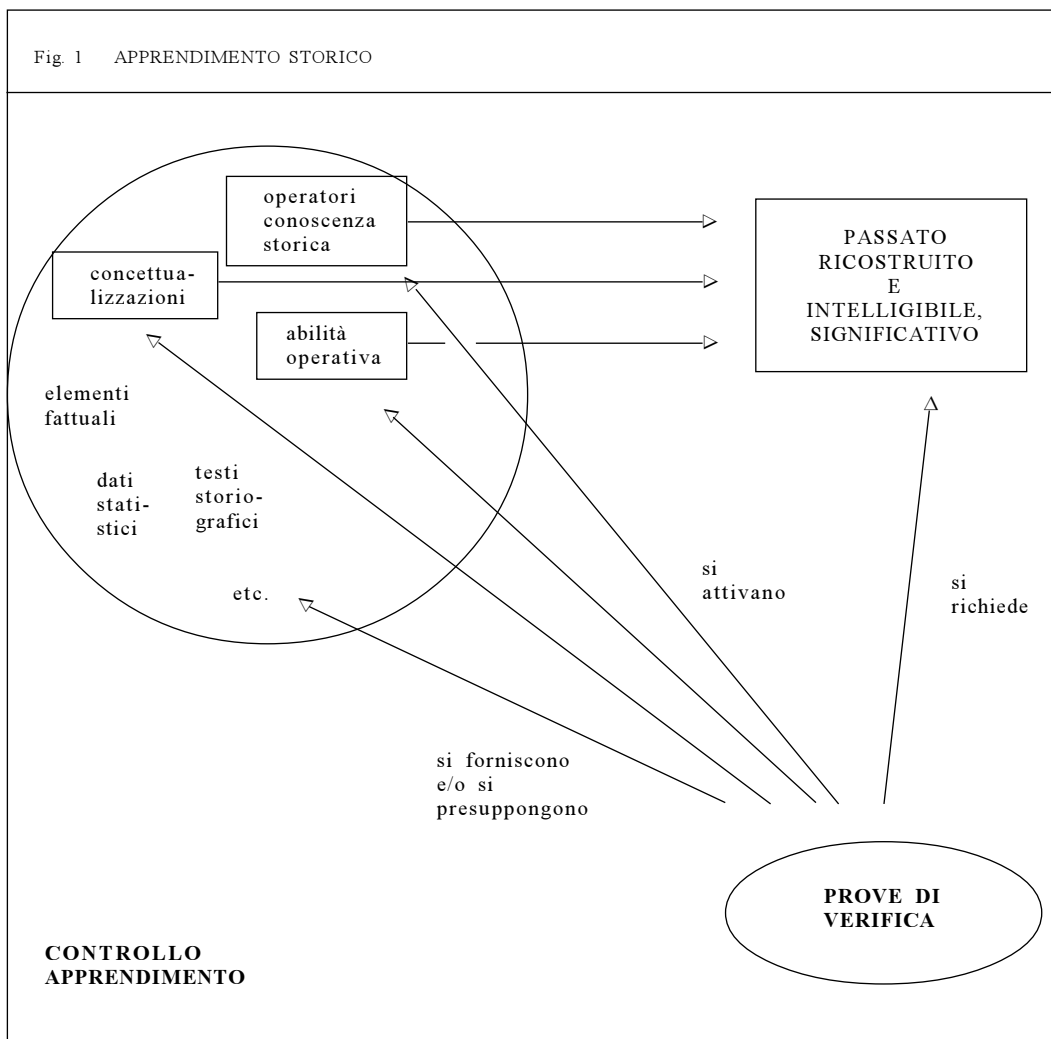 Fig. 1 APPRENDIMENTO STORICO
operatori
conoscenza
storica
concettua-
lizzazioni
abilità
operativa
PASSATO
RICOSTRUITO
E
INTELLIGIBILE,
SIGNIFICATIVO
elementi
fattuali
dati
stati-
stici
testi
storio-
grafici
etc.
si
attivano
si
richiede
si forniscono
e/o si
presuppongono
PROVE DI
VERIFICA
CONTROLLO
APPRENDIMENTO